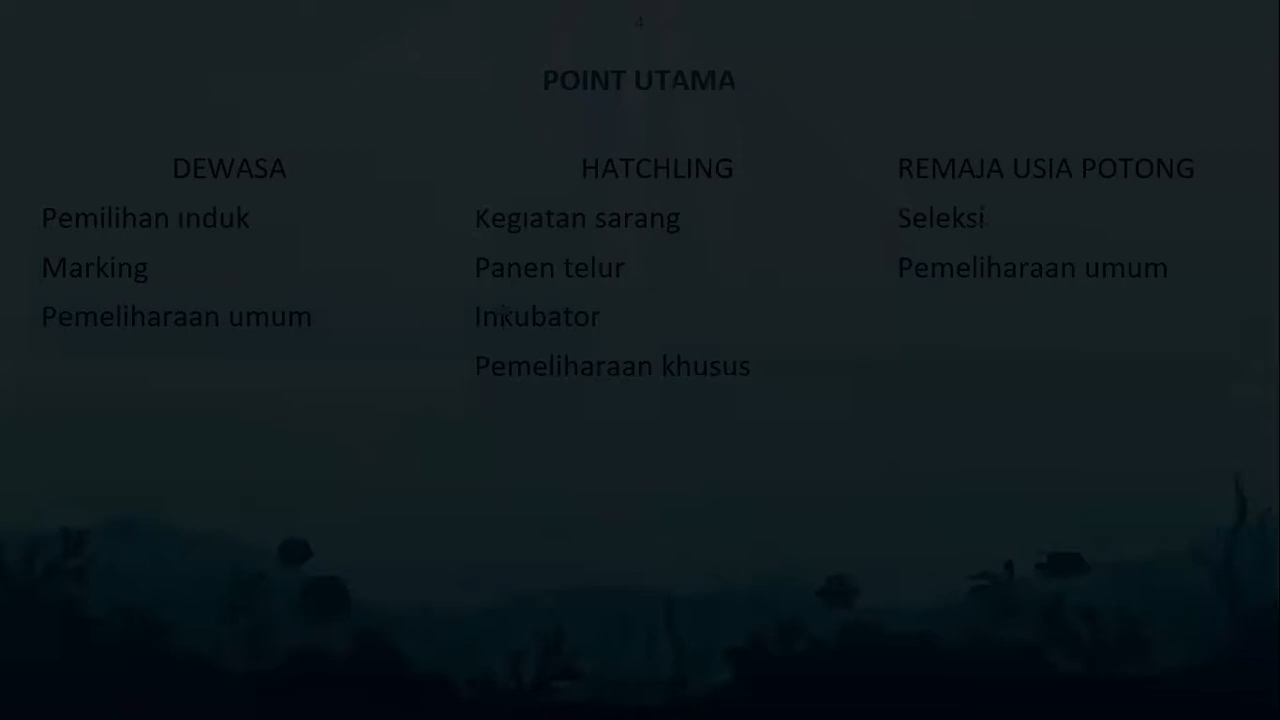 4
POINT UTAMA
DEWASA
Pemilihan induk
Marking
Pemeliharaan umum
HATCHLING
Kegiatan sarang
Panen telur
Inkubator
Pemeliharaan khusus
REMAJA USIA POTONG
Seleksi
Pemeliharaan umum